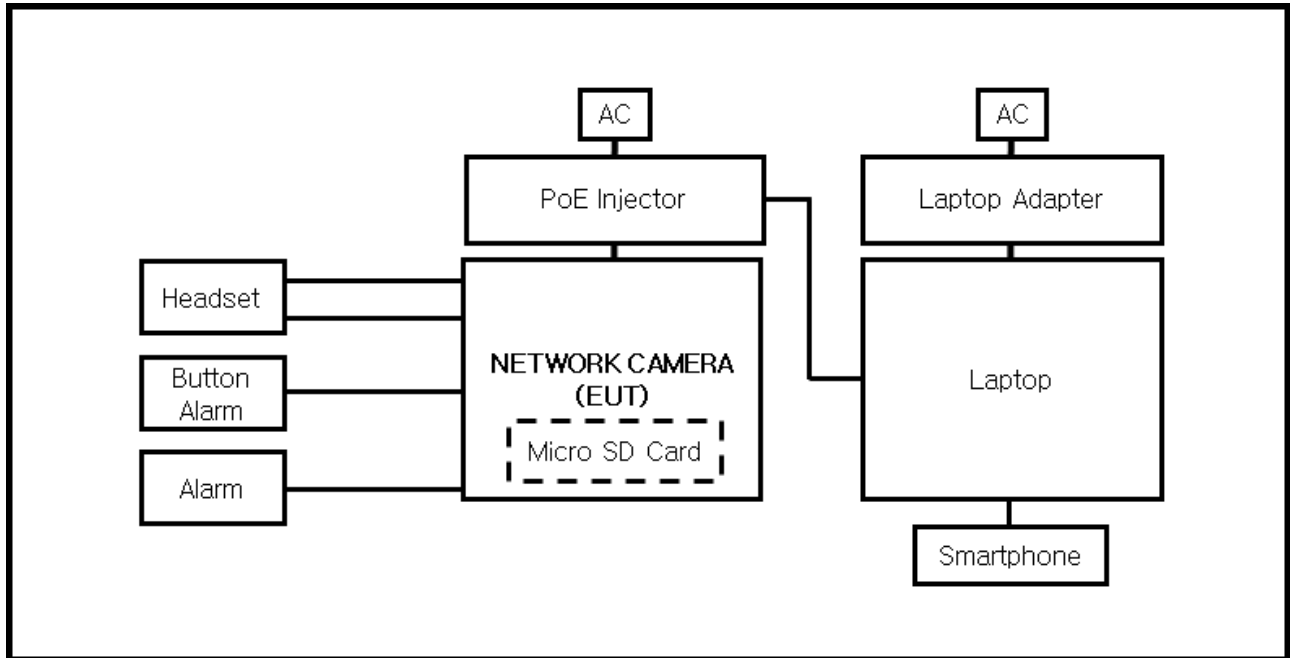 AC
AC
PoE Injector
Laptop Adapter
Headset
Button
Alarm
Alarm
NETWORK CAMERA
(EUT)
Micro SD Card
Laptop
Smartphone